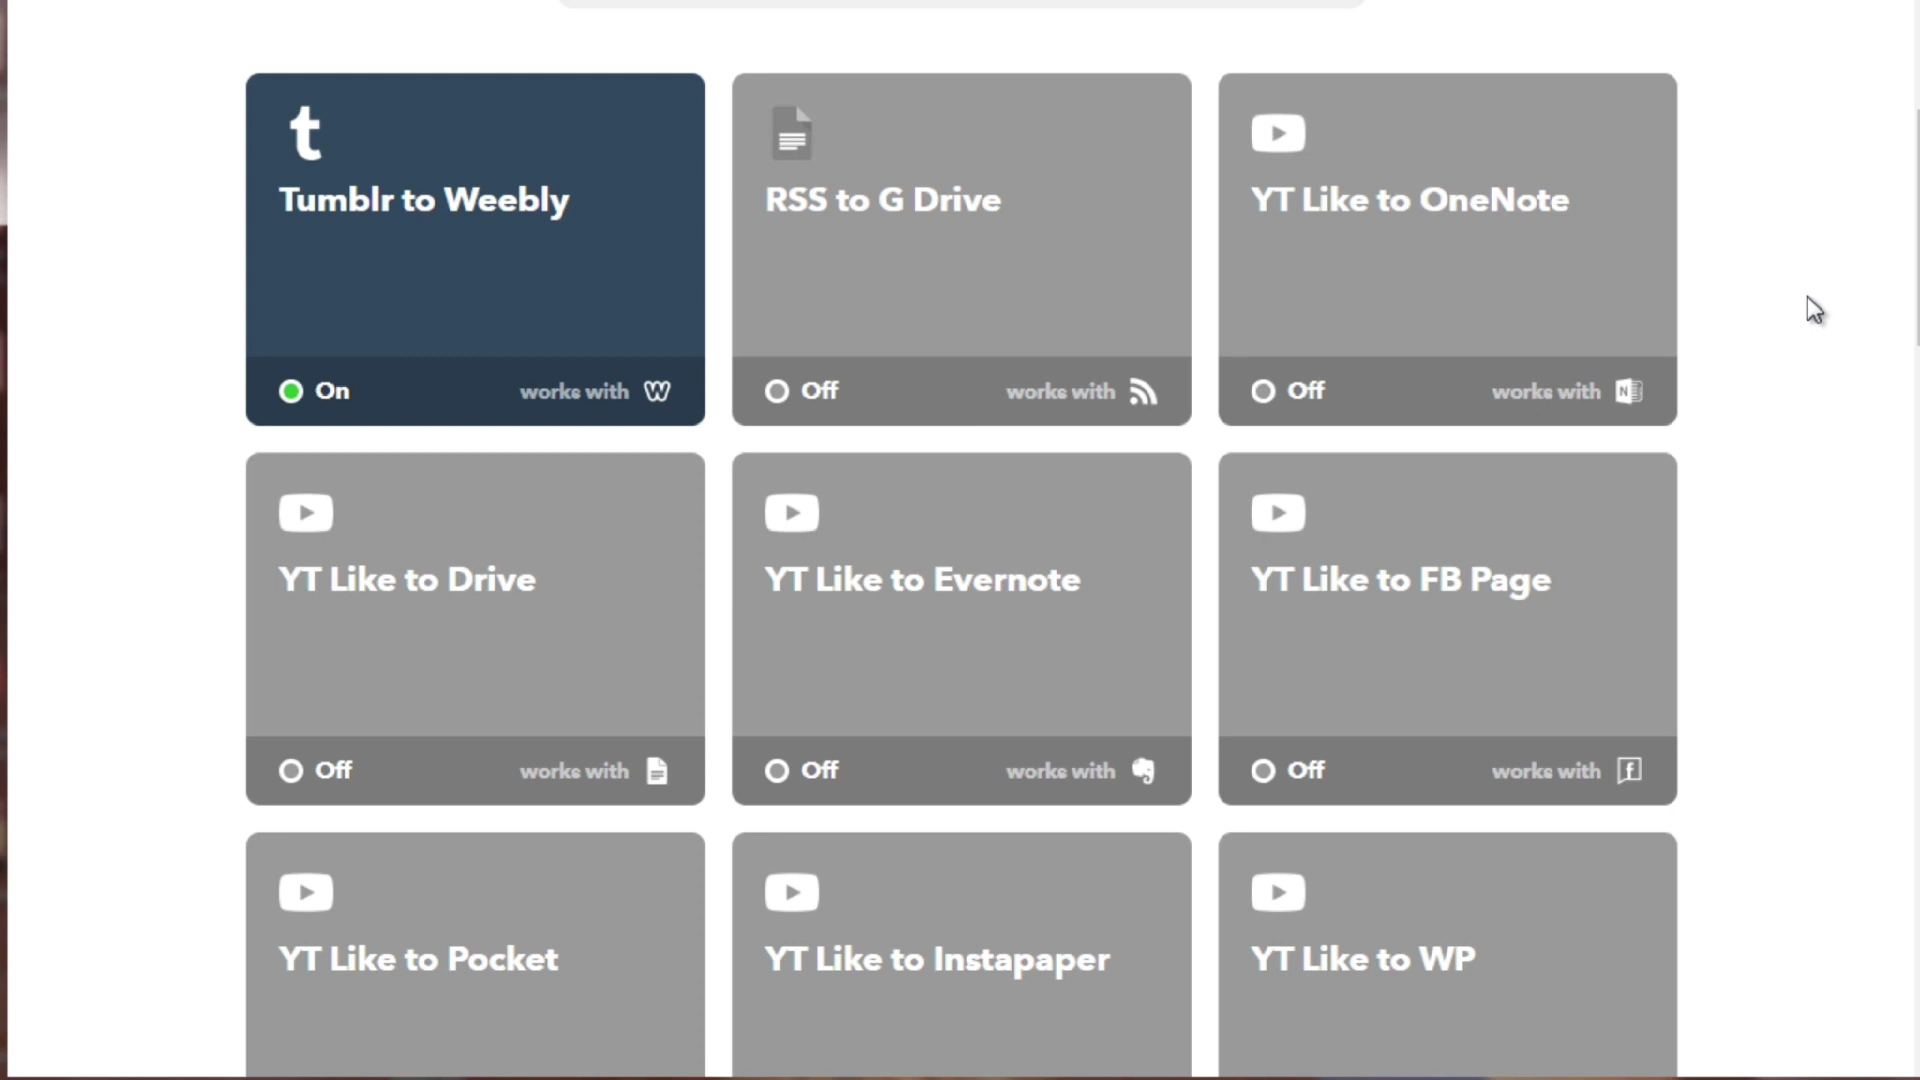 Tumblr to Weebly
On
works with
RSS to G Drive
Off
works with
YT Like to OneNote
Off
works with
YT Like to Drive
Off
works with
YT Like to Evernote
Off
works with
YT Like to FB Page
Off
works with
YT Like to Pocket
YT Like to Instapaper
YT Like to WP